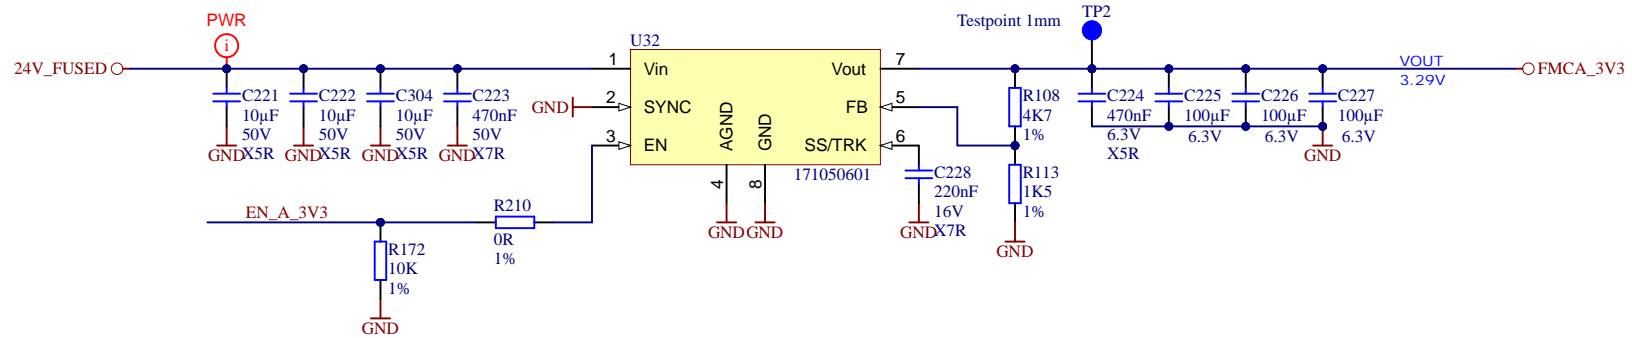 PWR
24V_FUSED
C221
10µF
50V
X5R
GND
C222
10µF
50V
X5R
GND
C304
10µF
50V
X5R
GND
C223
470nF
50V
X7R
GND
U32
1
Vin
GND
2
SYNC
3
EN
AGND
GND
4
8
GND
GND
Vout
7
FB
5
SS/TRK
6
171050601
C228
220nF
16V
X7R
GND
R108
4K7
1%
R113
1K5
1%
GND
Testpoint 1mm
TP2
C224
470nF
6.3V
X5R
C225
100µF
6.3V
C226
100µF
6.3V
C227
100µF
6.3V
GND
VOUT
3.29V
FMCA_3V3
EN_A_3V3
R210
0R
1%
R172
10K
1%
GND